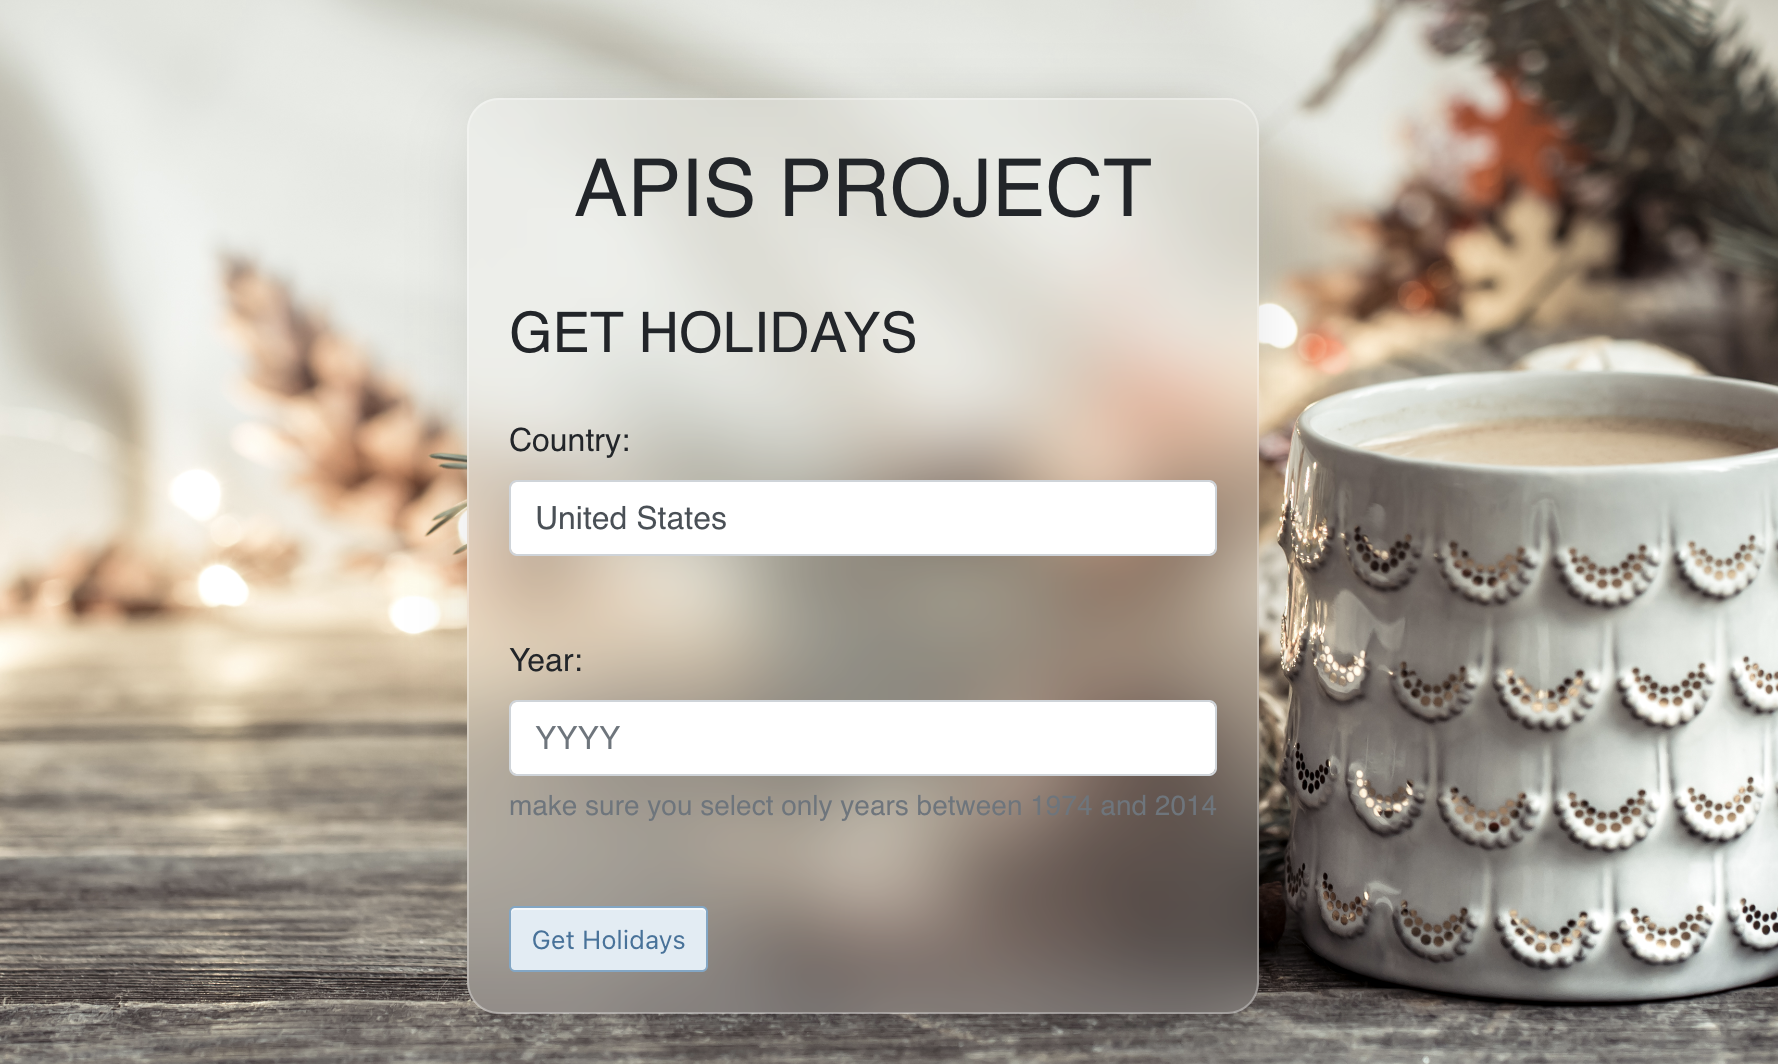 APIS PROJECT
GET HOLIDAYS
Country:
United States
Year:
YYYY
make sure you select only years between 1974 and 2014
Get Holidays